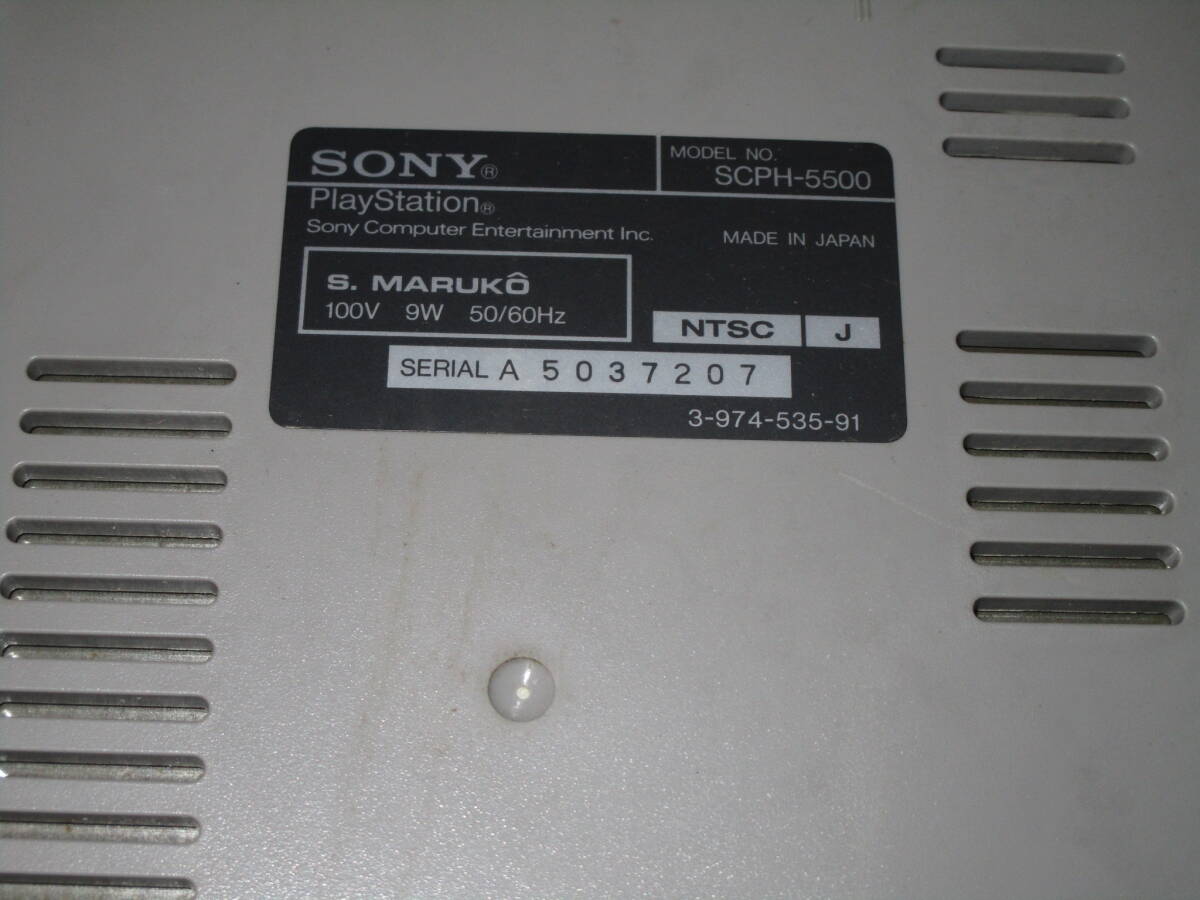 SONY®
MODEL NO.
SCPH-5500
PlayStation®
Sony Computer Entertainment Inc.
MADE IN JAPAN
S. MARUKÔ
100V 9W 50/60Hz
NTSC J
SERIAL A 5037207
3-974-535-91